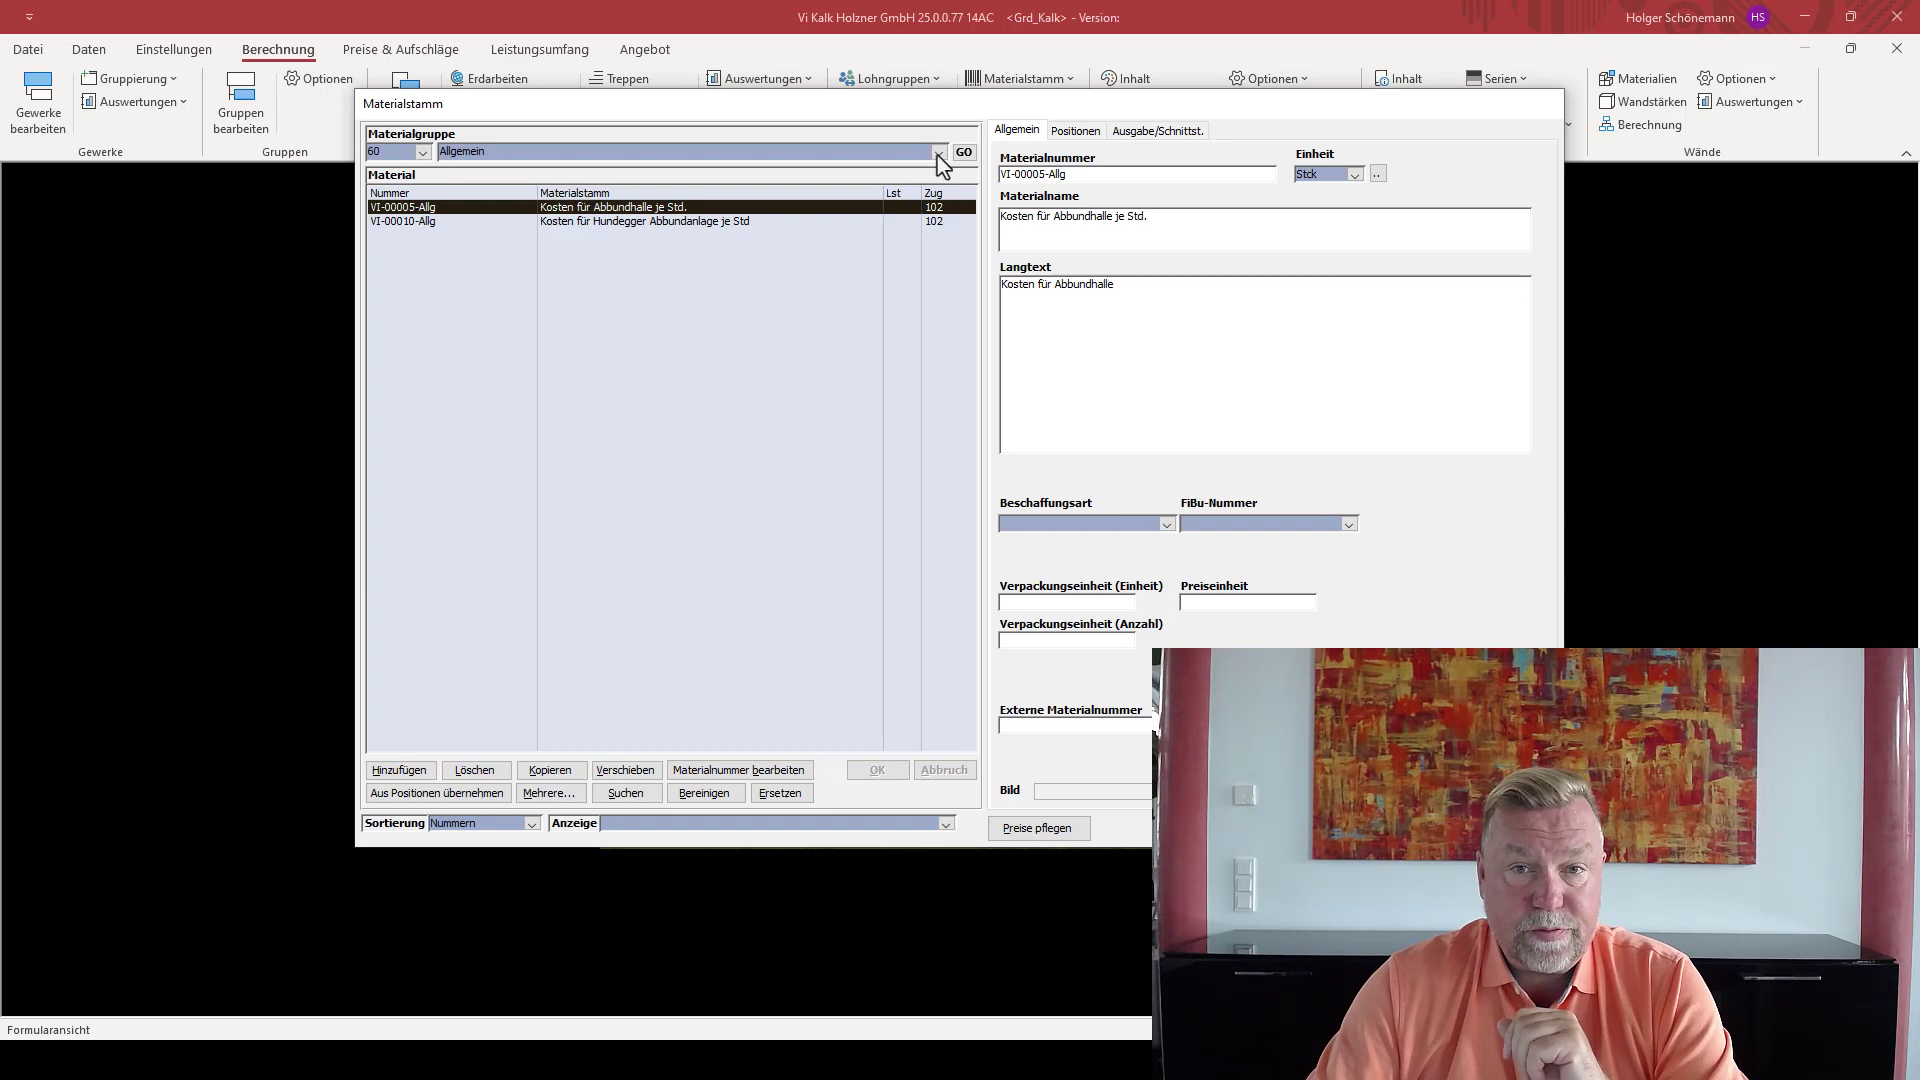 Vi Kalk Holzner GmbH 25.0.0.77 14AC <Grd_Kalk> - Version:
Holger Schönemann HS
Datei Daten Einstellungen Berechnung Preise & Aufschläge Leistungsumfang Angebot
Gewerke bearbeiten
Gruppierung
Auswertungen
Gewerke
Gruppen bearbeiten
Optionen
Gruppen
Erdarbeiten
Treppen
Auswertungen
Lohngruppen
Materialstamm
Inhalt
Optionen
Inhalt
Serien
Materialien
Optionen
Wandstärken
Auswertungen
Berechnung
Wände
Materialstamm
Materialgruppe
60 Allgemein GO
Material
Nummer Materialstamm Lst Zug
VI-00005-Allg Kosten für Abbundhalle je Std. 102
VI-00010-Allg Kosten für Hundegger Abbundanlage je Std 102
Hinzufügen Löschen Kopieren Verschieben Materialnummer bearbeiten OK Abbruch
Aus Positionen übernehmen Mehrere... Suchen Bereinigen Ersetzen
Sortierung Nummern Anzeige
Allgemein Positionen Ausgabe/Schnittst.
Materialnummer Einheit
VI-00005-Allg Stck ..
Materialname
Kosten für Abbundhalle je Std.
Langtext
Kosten für Abbundhalle
Beschaffungsart FiBu-Nummer
Verpackungseinheit (Einheit) Preiseinheit
Verpackungseinheit (Anzahl)
Externe Materialnummer
Bild
Preise pflegen
Formularansicht